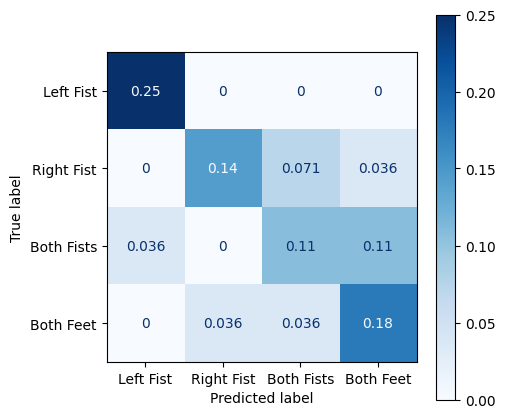 True label
Left Fist 0.25 0 0 0
Right Fist 0 0.14 0.071 0.036
Both Fists 0.036 0 0.11 0.11
Both Feet 0 0.036 0.036 0.18
Left Fist Right Fist Both Fists Both Feet
Predicted label
0.25
0.20
0.15
0.10
0.05
0.00